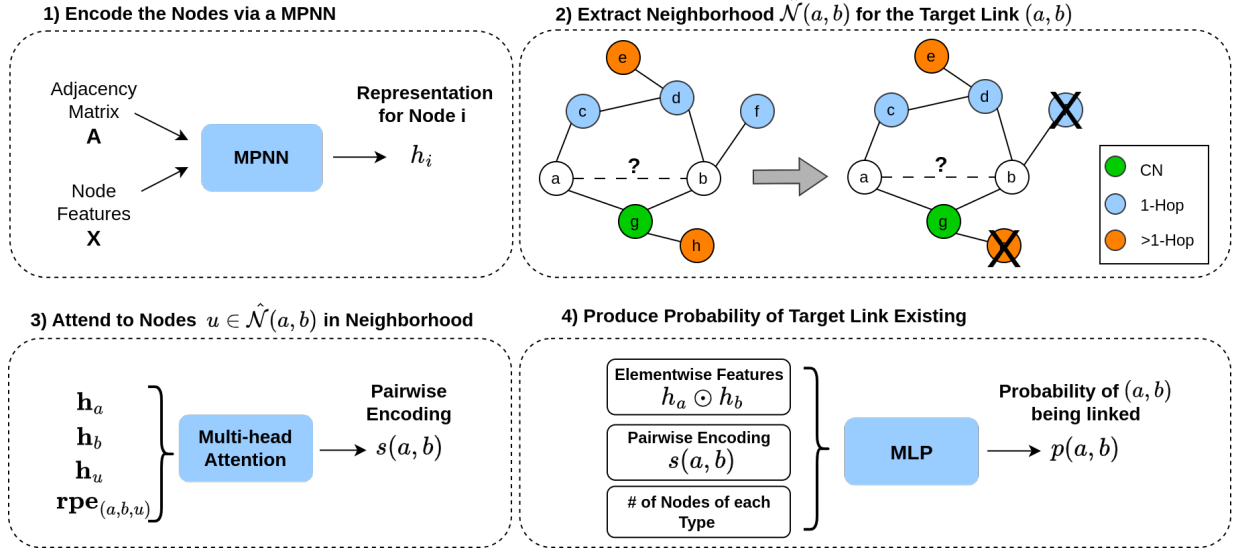 1) Encode the Nodes via a MPNN
Adjacency
Matrix
A
Node
Features
X
MPNN
Representation
for Node i
h_i
2) Extract Neighborhood \hat{𝒩}(a, b) for the Target Link (a, b)
e
c
d
f
?
a
b
g
h
e
c
d
X
?
a
b
g
X
CN
1-Hop
>1-Hop
3) Attend to Nodes u ∈ \hat{𝒩}(a, b) in Neighborhood
h_a
h_b
h_u
rpe_(a,b,u)
Multi-head
Attention
Pairwise
Encoding
s(a, b)
4) Produce Probability of Target Link Existing
Elementwise Features
h_a ⊙ h_b
Pairwise Encoding
s(a, b)
# of Nodes of each
Type
MLP
Probability of (a, b)
being linked
p(a, b)